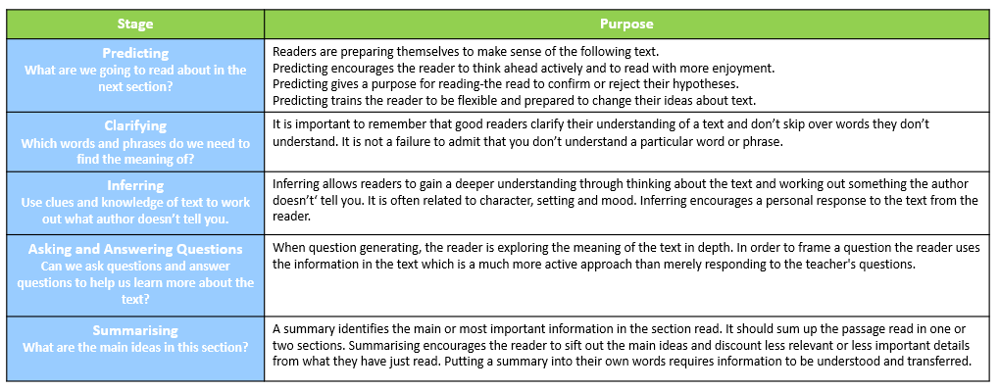 Stage
Purpose
Predicting
What are we going to read about in the
next section?
Readers are preparing themselves to make sense of the following text.
Predicting encourages the reader to think ahead actively and to read with more enjoyment.
Predicting gives a purpose for reading-the read to confirm or reject their hypotheses.
Predicting trains the reader to be flexible and prepared to change their ideas about text.
Clarifying
Which words and phrases do we need to
find the meaning of?
It is important to remember that good readers clarify their understanding of a text and don’t skip over words they don’t
understand. It is not a failure to admit that you don’t understand a particular word or phrase.
Inferring
Use clues and knowledge of text to work
out what author doesn’t tell you.
Inferring allows readers to gain a deeper understanding through thinking about the text and working out something the author
doesn’t‘ tell you. It is often related to character, setting and mood. Inferring encourages a personal response to the text from the
reader.
Asking and Answering Questions
Can we ask questions and answer
questions to help us learn more about the
text?
When question generating, the reader is exploring the meaning of the text in depth. In order to frame a question the reader uses
the information in the text which is a much more active approach than merely responding to the teacher's questions.
Summarising
What are the main ideas in this section?
A summary identifies the main or most important information in the section read. It should sum up the passage read in one or
two sections. Summarising encourages the reader to sift out the main ideas and discount less relevant or less important details
from what they have just read. Putting a summary into their own words requires information to be understood and transferred.